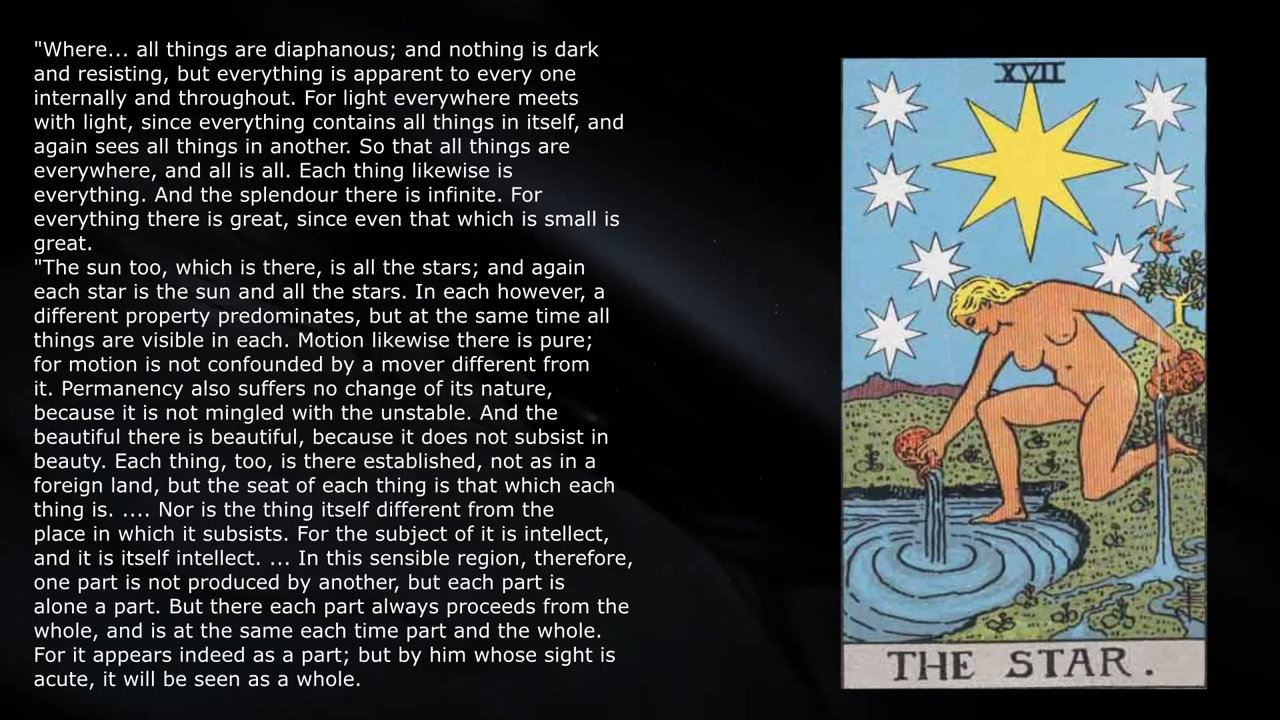 "Where... all things are diaphanous; and nothing is dark
and resisting, but everything is apparent to every one
internally and throughout. For light everywhere meets
with light, since everything contains all things in itself, and
again sees all things in another. So that all things are
everywhere, and all is all. Each thing likewise is
everything. And the splendour there is infinite. For
everything there is great, since even that which is small is
great.
"The sun too, which is there, is all the stars; and again
each star is the sun and all the stars. In each however, a
different property predominates, but at the same time all
things are visible in each. Motion likewise there is pure;
for motion is not confounded by a mover different from
it. Permanency also suffers no change of its nature,
because it is not mingled with the unstable. And the
beautiful there is beautiful, because it does not subsist in
beauty. Each thing, too, is there established, not as in a
foreign land, but the seat of each thing is that which each
thing is. .... Nor is the thing itself different from the
place in which it subsists. For the subject of it is intellect,
and it is itself intellect. ... In this sensible region, therefore,
one part is not produced by another, but each part is
alone a part. But there each part always proceeds from the
whole, and is at the same each time part and the whole.
For it appears indeed as a part; but by him whose sight is
acute, it will be seen as a whole.
XVII
THE STAR.